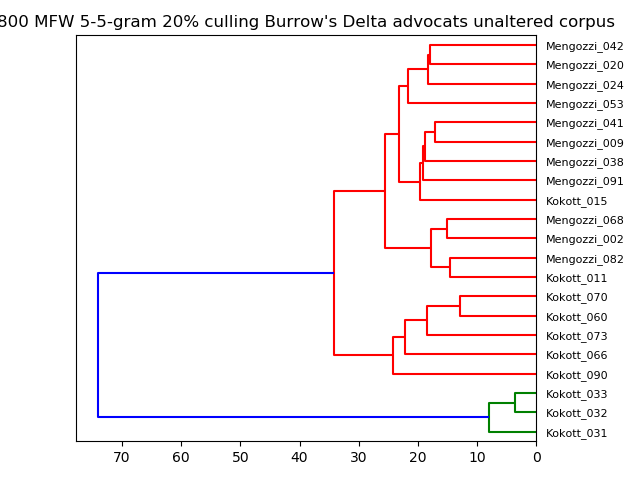 800 MFW 5-5-gram 20% culling Burrow's Delta advocats unaltered corpus
Mengozzi_042
Mengozzi_020
Mengozzi_024
Mengozzi_053
Mengozzi_041
Mengozzi_009
Mengozzi_038
Mengozzi_091
Kokott_015
Mengozzi_068
Mengozzi_002
Mengozzi_082
Kokott_011
Kokott_070
Kokott_060
Kokott_073
Kokott_066
Kokott_090
Kokott_033
Kokott_032
Kokott_031
70 60 50 40 30 20 10 0